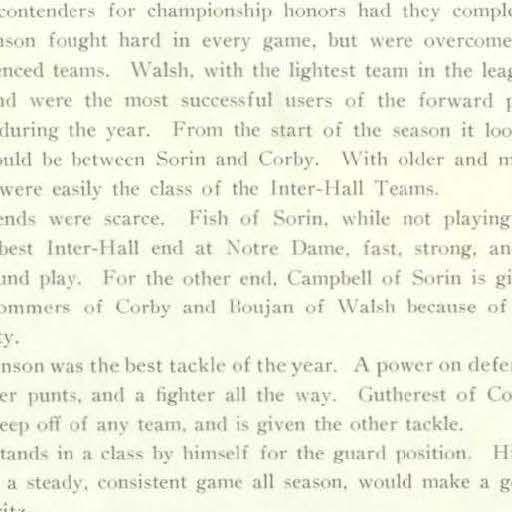 contenders for championship honors had they comple
ason fought hard in every game, but were overcome
enced teams. Walsh, with the lightest team in the leag
nd were the most successful users of the forward p
during the year. From the start of the season it loo
ould be between Sorin and Corby. With older and m
were easily the class of the Inter-Hall Teams.
ends were scarce. Fish of Sorin, while not playing
best Inter-Hall end at Notre Dame, fast, strong, an
und play. For the other end, Campbell of Sorin is gi
ommers of Corby and Boujan of Walsh because of
ty.
nson was the best tackle of the year. A power on defe
er punts, and a fighter all the way. Gutherest of Co
eep off of any team, and is given the other tackle.
tands in a class by himself for the guard position. H
a steady, consistent game all season, would make a g